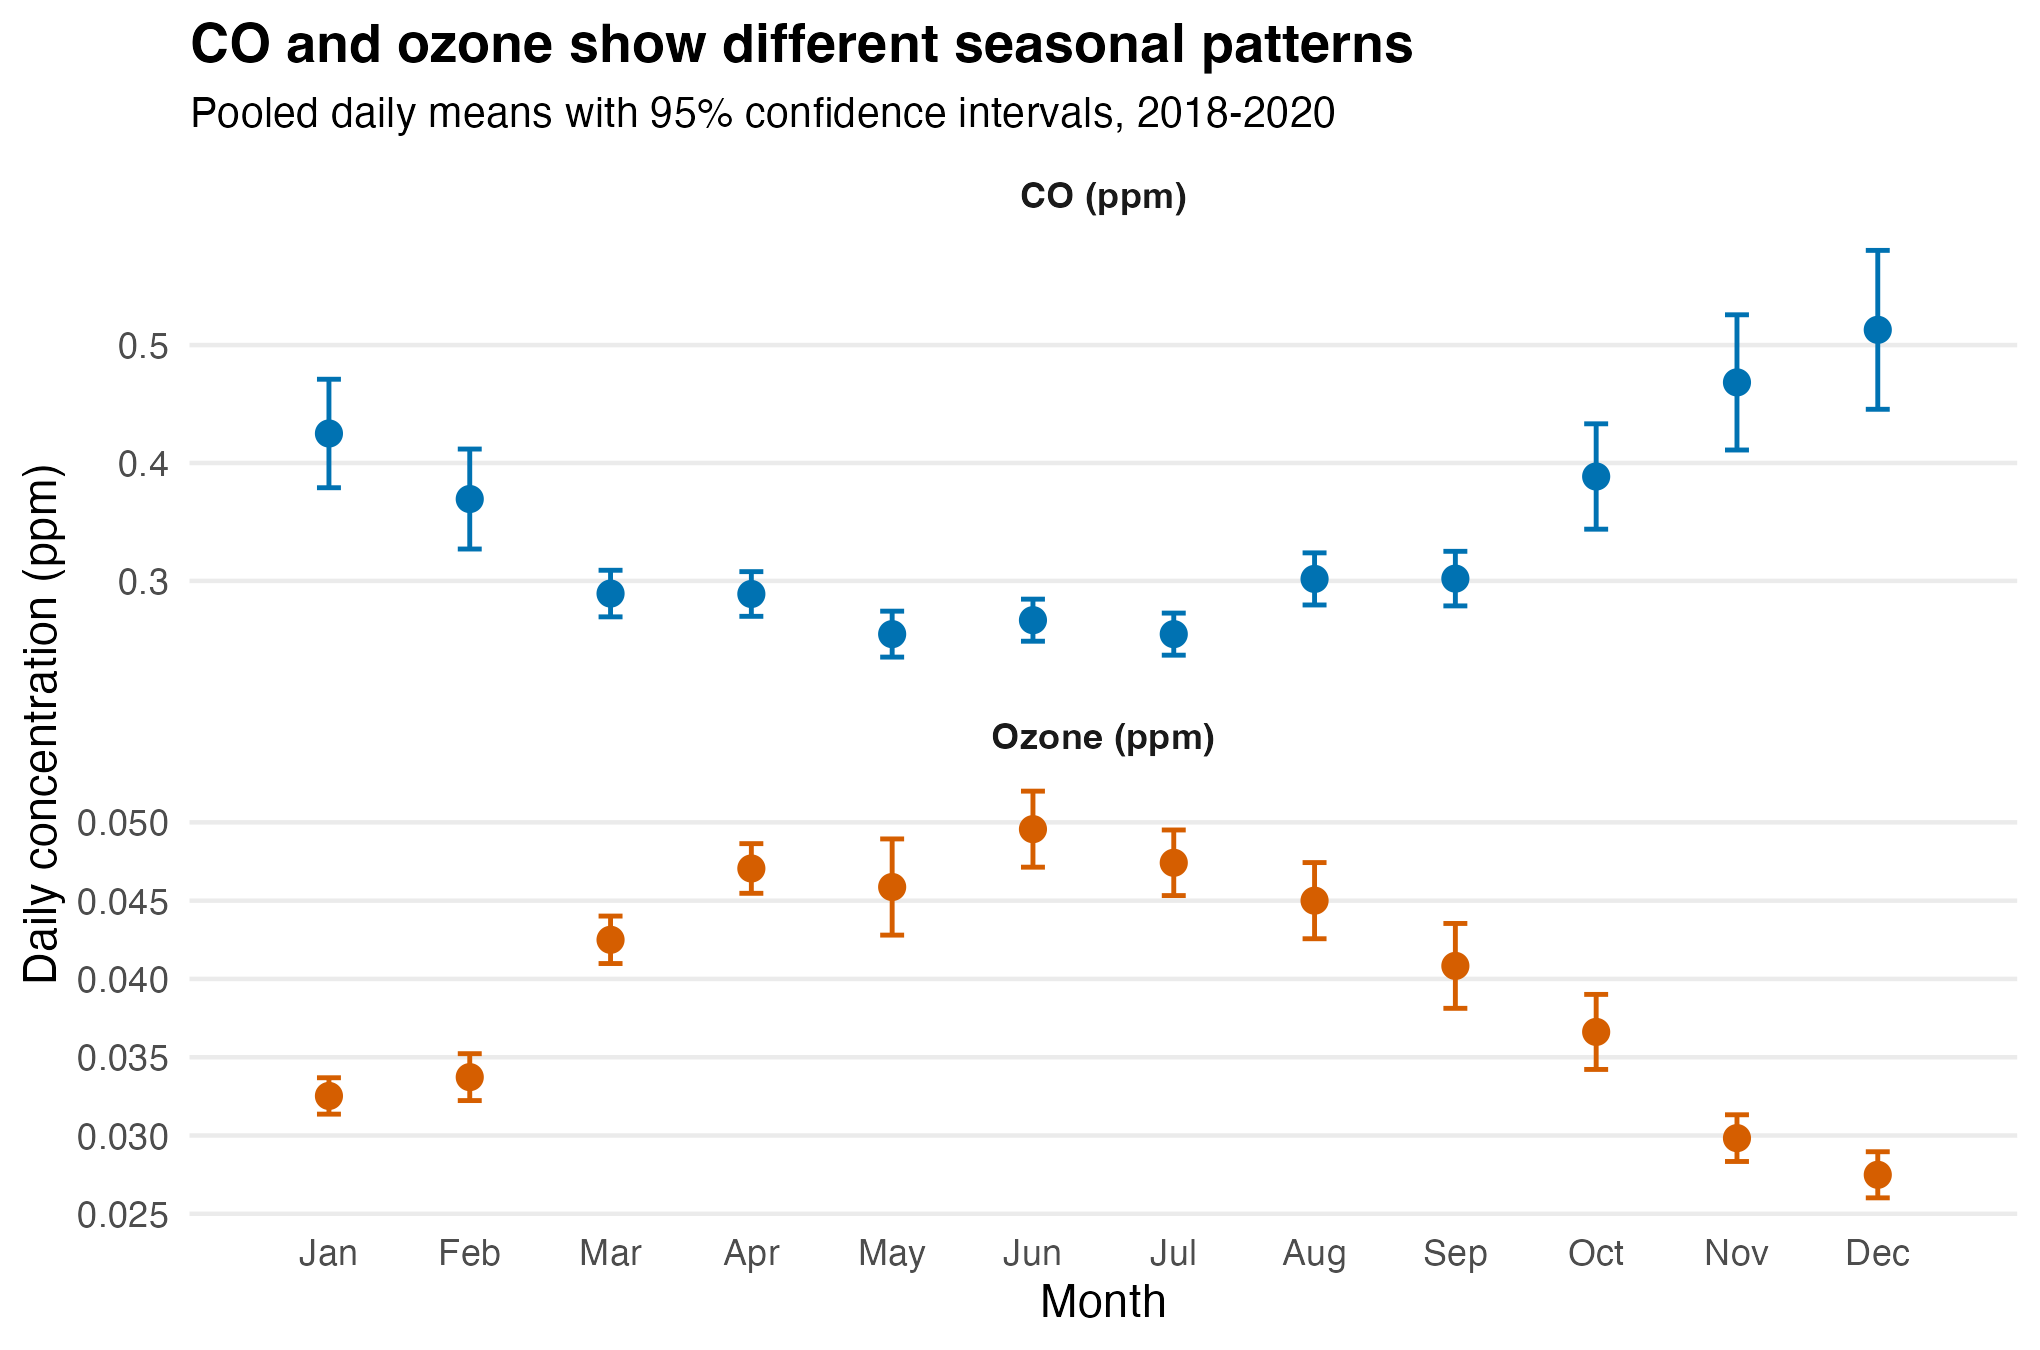 CO and ozone show different seasonal patterns
Pooled daily means with 95% confidence intervals, 2018-2020
CO (ppm)
0.5
0.4
0.3
Daily concentration (ppm)
Ozone (ppm)
0.050
0.045
0.040
0.035
0.030
0.025
Jan Feb Mar Apr May Jun Jul Aug Sep Oct Nov Dec
Month